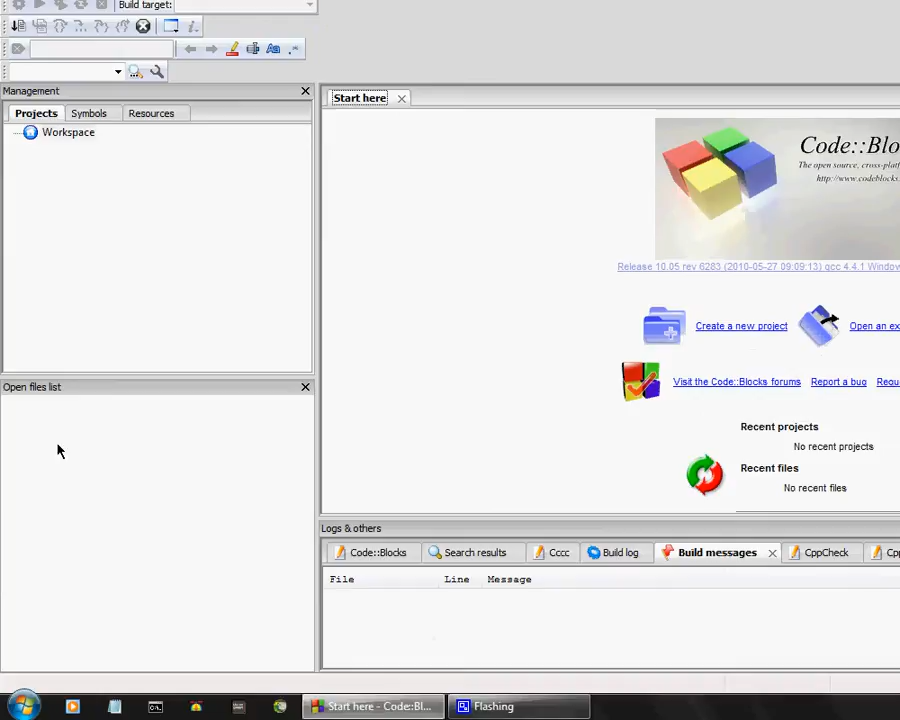 Build target:
Aa
Management
Start here
Projects Symbols Resources
Workspace
Code::Blo
The open source, cross-platf
http://www.codeblocks.
Release 10.05 rev 6283 (2010-05-27 09:09:13) gcc 4.4.1 Window
Create a new project
Open an ex
Visit the Code::Blocks forums Report a bug Requ
Open files list
Recent projects
No recent projects
Recent files
No recent files
Logs & others
Code::Blocks Search results Cccc Build log Build messages CppCheck Cpp
File Line Message
Start here - Code::Bl... Flashing